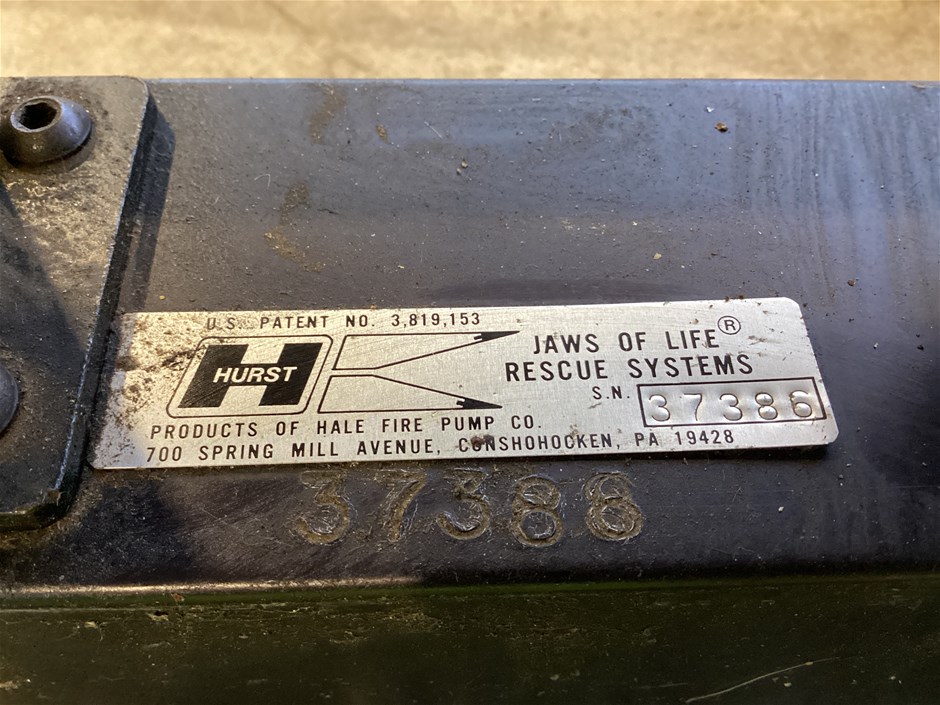 U.S. PATENT NO. 3,819,153
HURST
JAWS OF LIFE®
RESCUE SYSTEMS
S.N. 37386
PRODUCTS OF HALE FIRE PUMP CO.
700 SPRING MILL AVENUE, CONSHOHOCKEN, PA 19428
37388